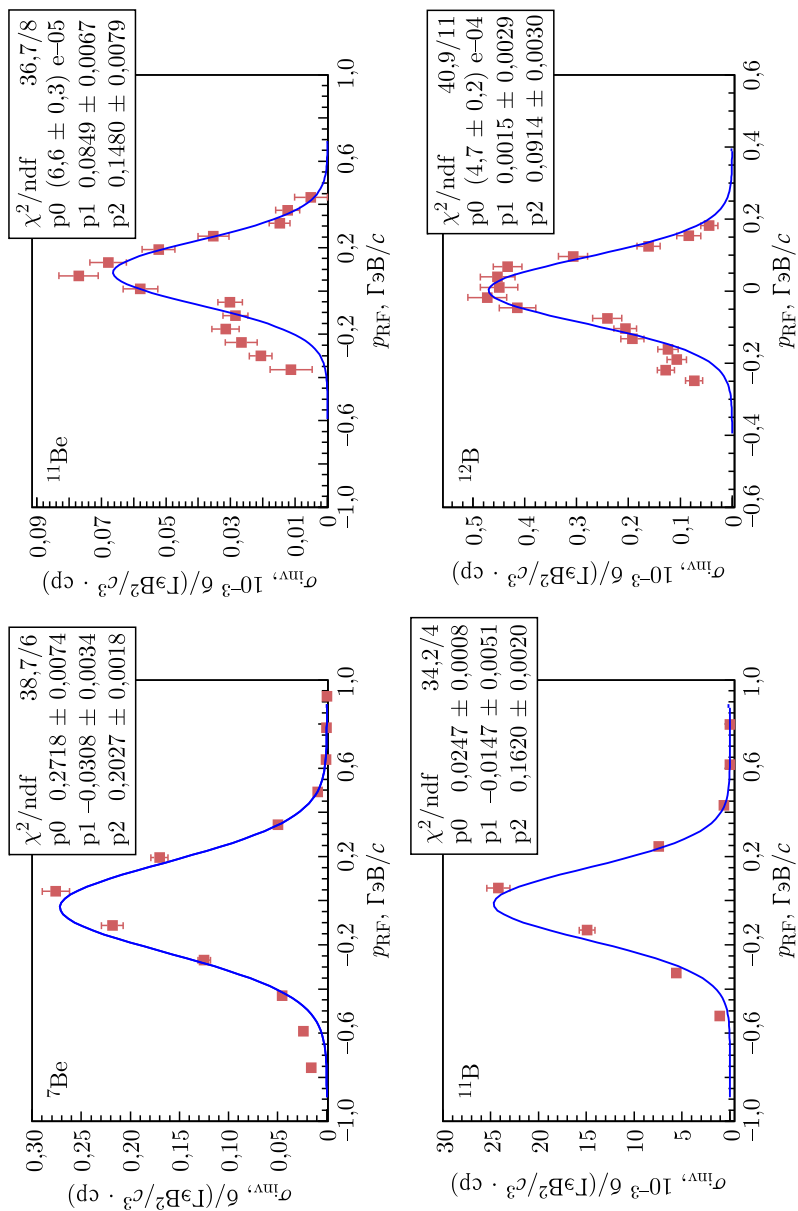 ⁷Be
χ²/ndf 38,7/6
p0 0,2718 ± 0,0074
p1 −0,0308 ± 0,0034
p2 0,2027 ± 0,0018
σ_inv, б/(ГэВ²/c³ · ср)
0,30
0,25
0,20
0,15
0,10
0,05
0
−1,0 −0,6 −0,2 0,2 0,6 1,0
p_RF, ГэВ/c
¹¹Be
χ²/ndf 36,7/8
p0 (6,6 ± 0,3) e–05
p1 0,0849 ± 0,0067
p2 0,1480 ± 0,0079
σ_inv, 10⁻³ б/(ГэВ²/c³ · ср)
0,09
0,07
0,05
0,03
0,01
0
−1,0 −0,6 −0,2 0,2 0,6 1,0
p_RF, ГэВ/c
¹¹B
χ²/ndf 34,2/4
p0 0,0247 ± 0,0008
p1 −0,0147 ± 0,0051
p2 0,1620 ± 0,0020
σ_inv, 10⁻³ б/(ГэВ²/c³ · ср)
30
25
20
15
10
5
0
−1,0 −0,6 −0,2 0,2 0,6 1,0
p_RF, ГэВ/c
¹²B
χ²/ndf 40,9/11
p0 (4,7 ± 0,2) e–04
p1 0,0015 ± 0,0029
p2 0,0914 ± 0,0030
σ_inv, 10⁻³ б/(ГэВ²/c³ · ср)
0,5
0,4
0,3
0,2
0,1
0
−0,6 −0,4 −0,2 0 0,2 0,4 0,6
p_RF, ГэВ/c